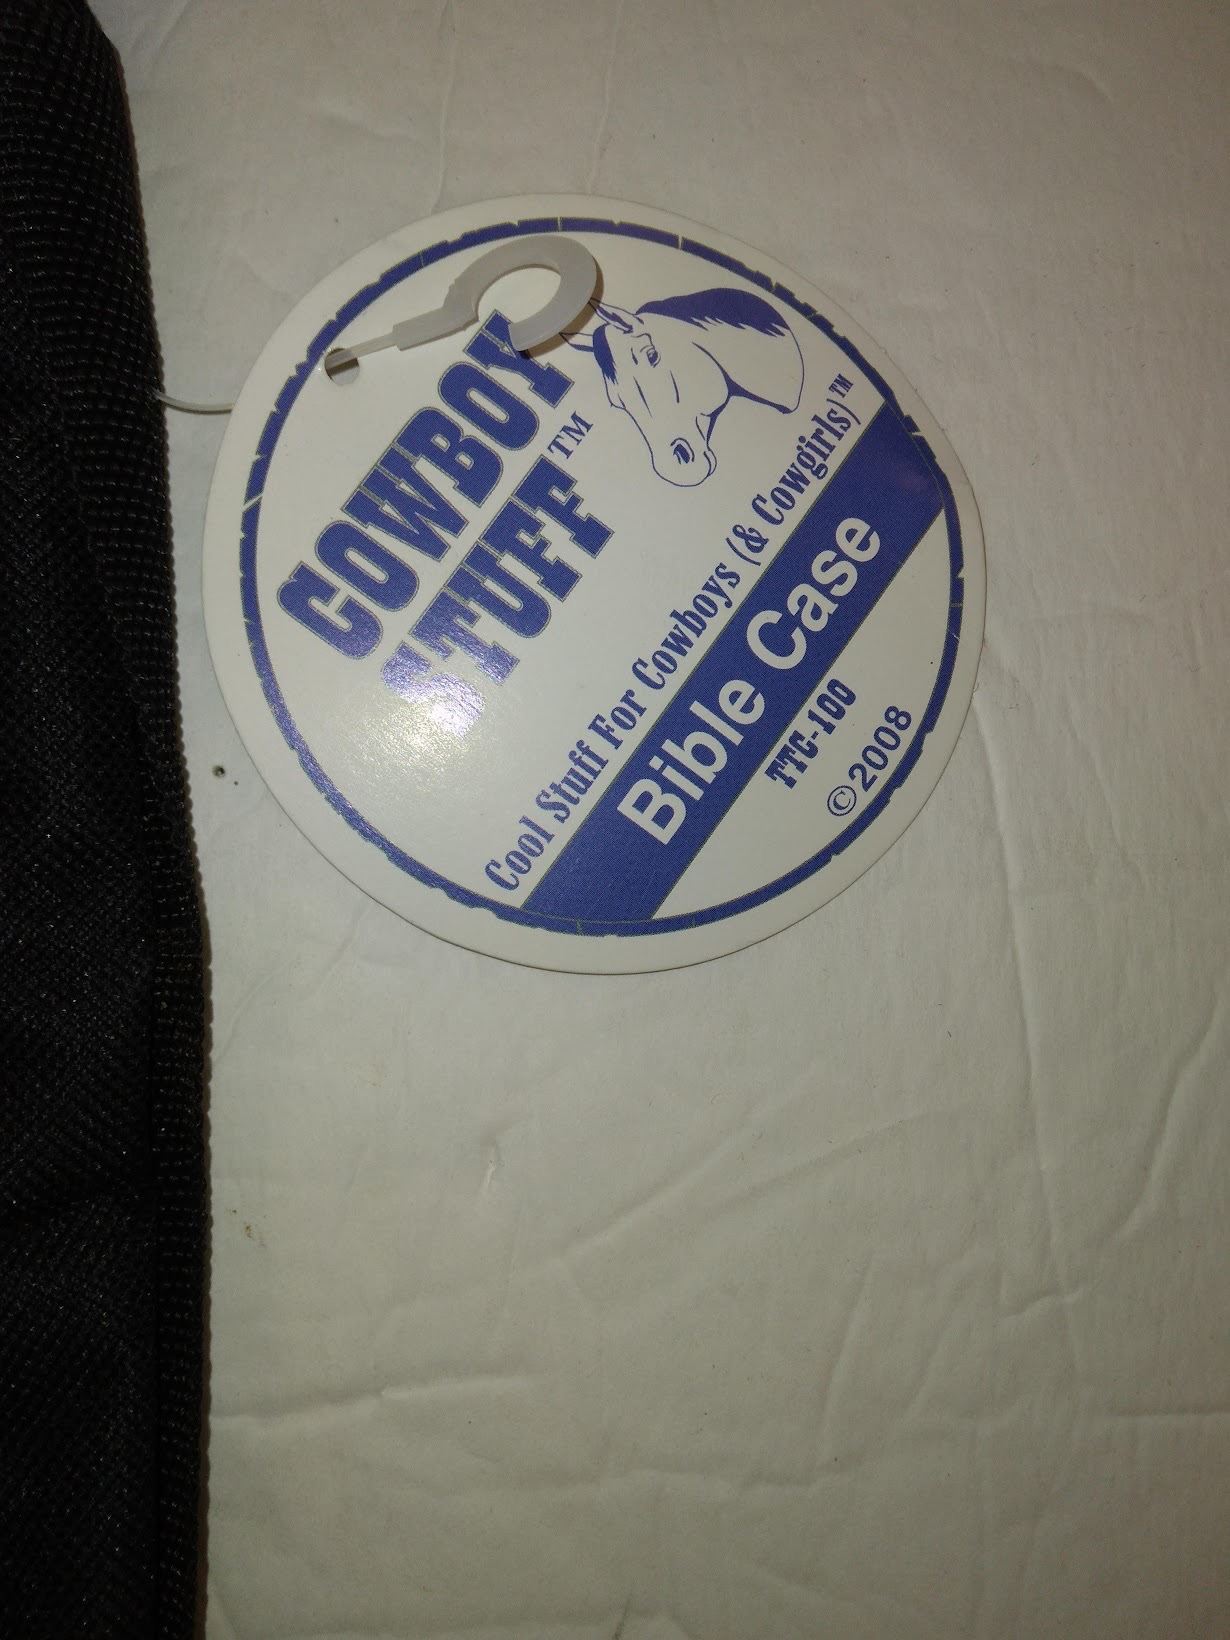 COWBOY
STUFF™
Cool Stuff For Cowboys (& Cowgirls)™
Bible Case
TTC-100
©2008